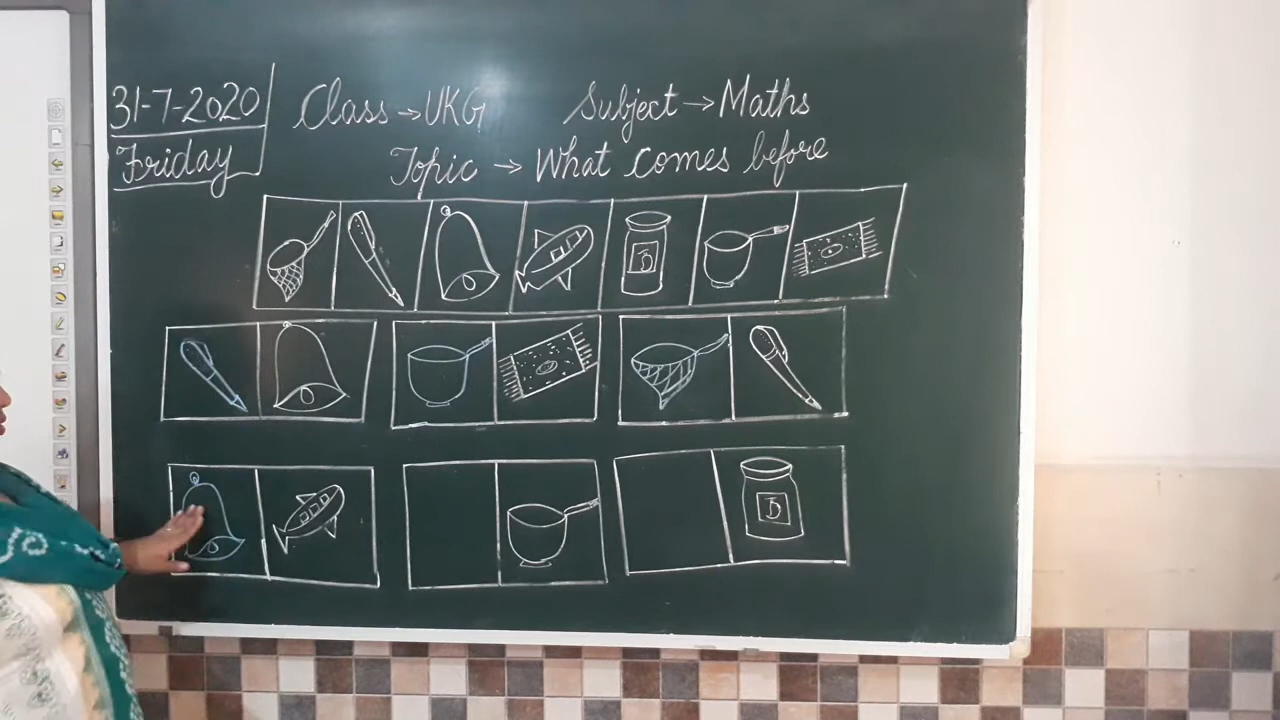 31-7-2020 Class → UKG Subject → Maths
Friday Topic → What comes before